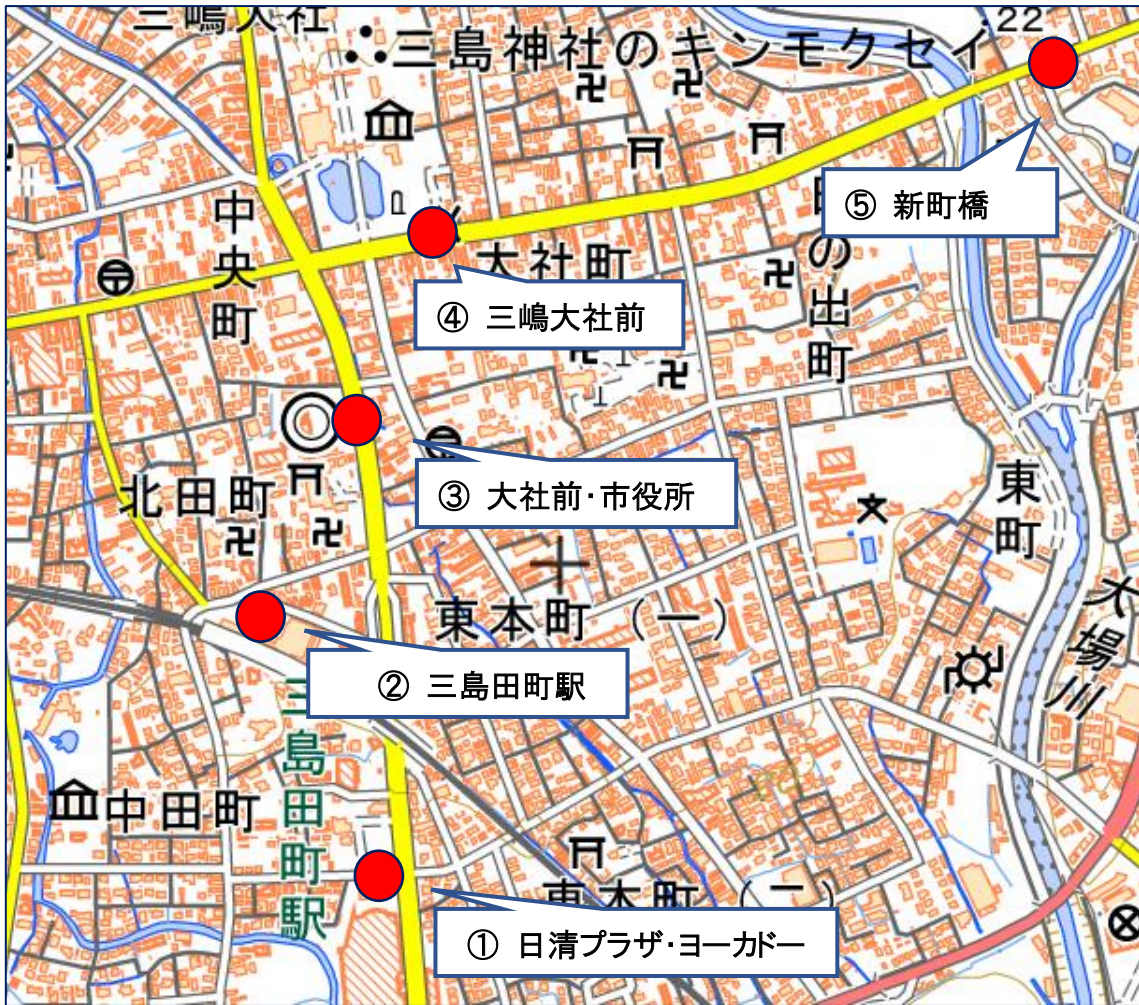 三嶋大社
三島神社のキンモクセイ
22
⑤ 新町橋
中央町
大社町
の出町
④ 三嶋大社前
③ 大社前・市役所
北田町
東町
東本町(一)
大場川
② 三島田町駅
三島田町駅
中田町
東本町(二)
① 日清プラザ・ヨーカドー